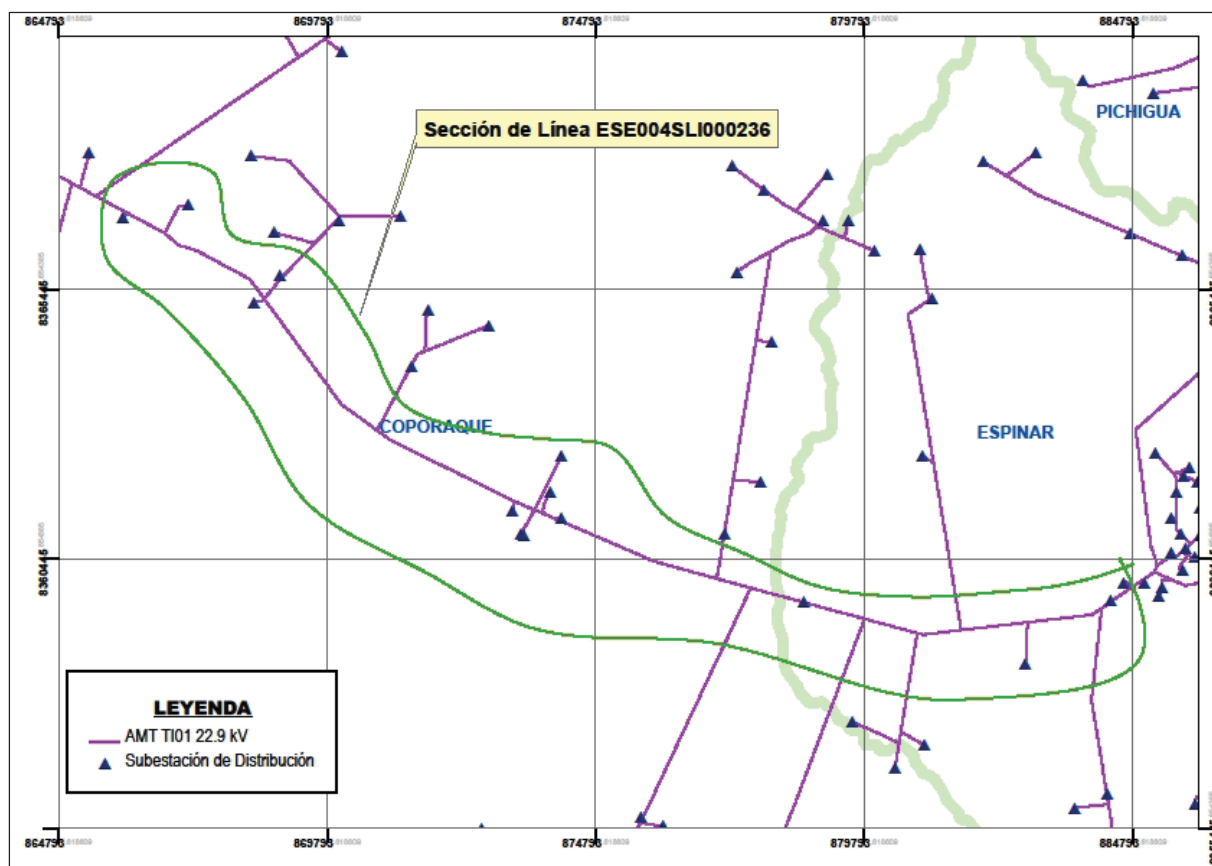 864793
869793
874793
879793
884793
PICHIGUA
Sección de Línea ESE004SLI000236
8365445
COPORAQUE
ESPINAR
8360445
LEYENDA
AMT TI01 22.9 kV
Subestación de Distribución
864793
869793
874793
879793
884793